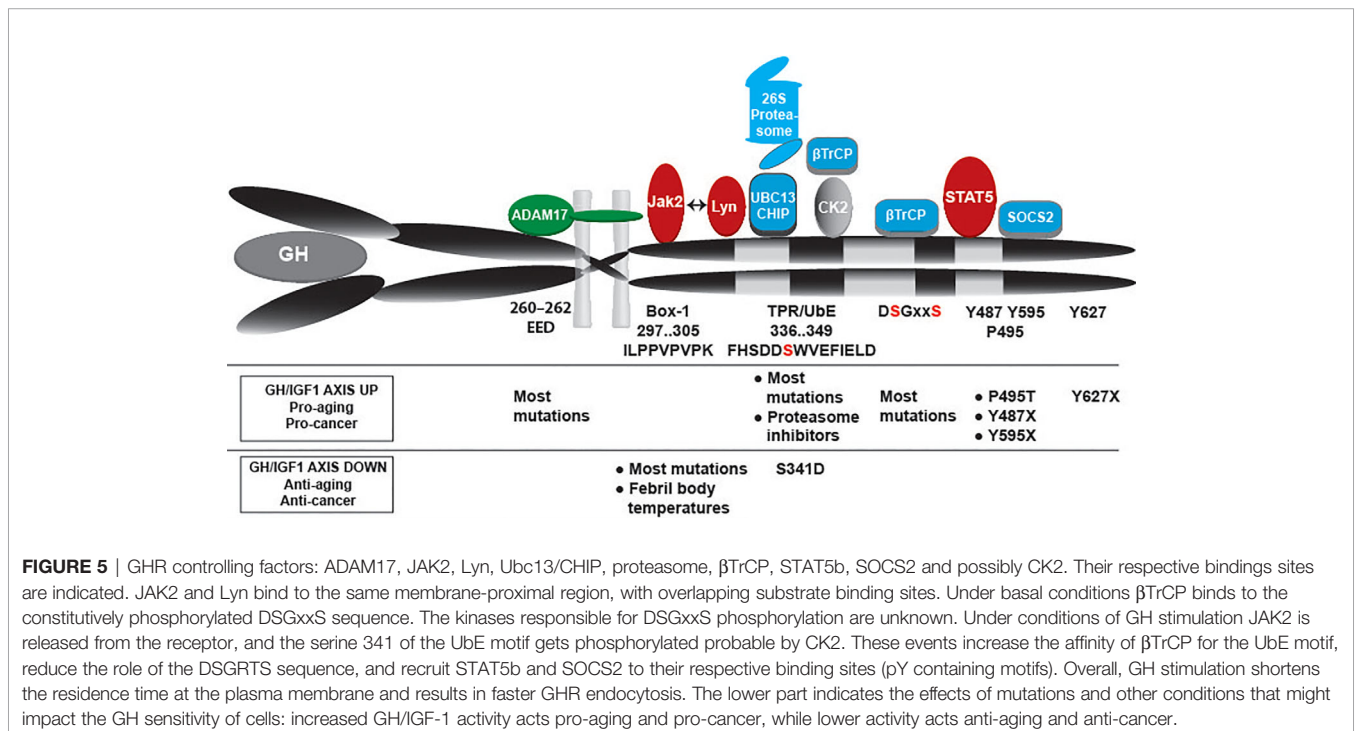 26S
Protea-
some
βTrCP
ADAM17
Jak2
Lyn
UBC13
CHIP
CK2
βTrCP
STAT5
SOCS2
GH
260–262
EED
Box-1
297..305
ILPPVPVPK
TPR/UbE
336..349
FHSDDSWVEFIELD
DSGxxS
Y487 Y595
P495
Y627
GH/IGF1 AXIS UP
Pro-aging
Pro-cancer
Most
mutations
● Most
mutations
● Proteasome
inhibitors
Most
mutations
● P495T
● Y487X
● Y595X
Y627X
GH/IGF1 AXIS DOWN
Anti-aging
Anti-cancer
● Most mutations
● Febril body
temperatures
S341D
FIGURE 5 | GHR controlling factors: ADAM17, JAK2, Lyn, Ubc13/CHIP, proteasome, βTrCP, STAT5b, SOCS2 and possibly CK2. Their respective bindings sites
are indicated. JAK2 and Lyn bind to the same membrane-proximal region, with overlapping substrate binding sites. Under basal conditions βTrCP binds to the
constitutively phosphorylated DSGxxS sequence. The kinases responsible for DSGxxS phosphorylation are unknown. Under conditions of GH stimulation JAK2 is
released from the receptor, and the serine 341 of the UbE motif gets phosphorylated probable by CK2. These events increase the affinity of βTrCP for the UbE motif,
reduce the role of the DSGRTS sequence, and recruit STAT5b and SOCS2 to their respective binding sites (pY containing motifs). Overall, GH stimulation shortens
the residence time at the plasma membrane and results in faster GHR endocytosis. The lower part indicates the effects of mutations and other conditions that might
impact the GH sensitivity of cells: increased GH/IGF-1 activity acts pro-aging and pro-cancer, while lower activity acts anti-aging and anti-cancer.